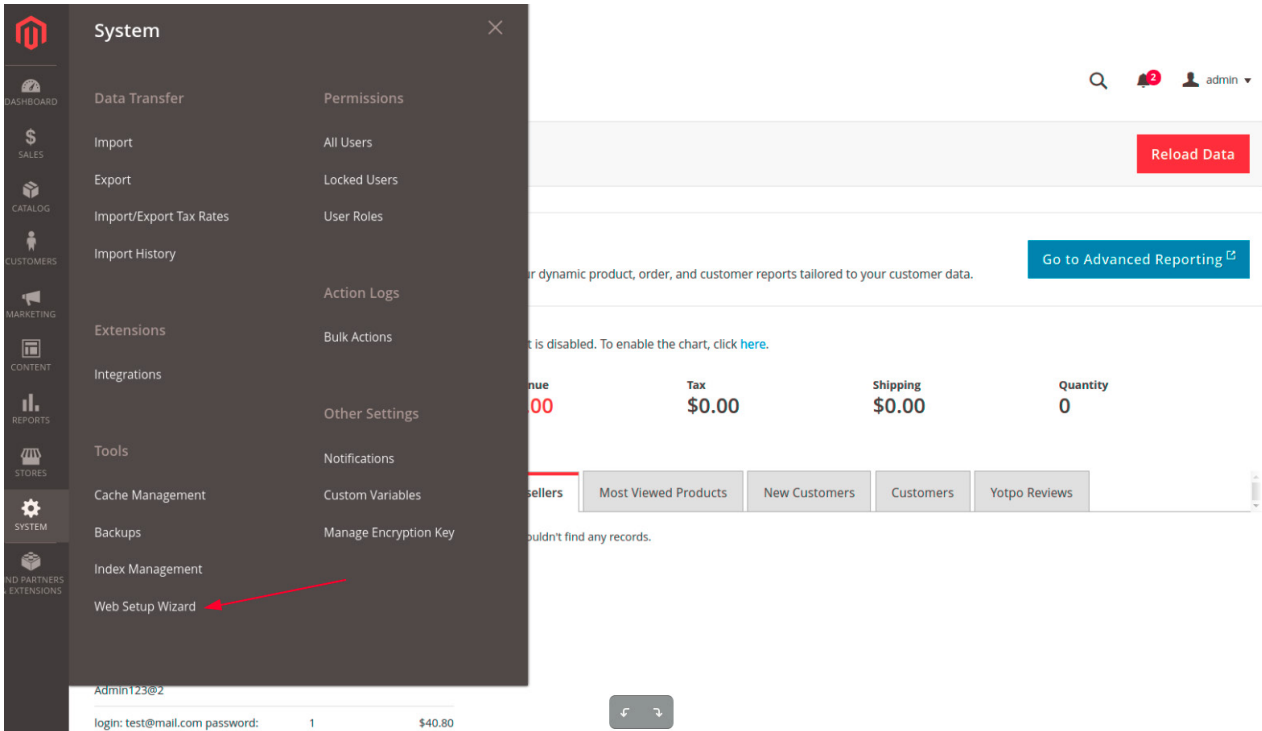 System
2
admin
DASHBOARD
SALES
CATALOG
CUSTOMERS
MARKETING
CONTENT
REPORTS
STORES
SYSTEM
ND PARTNERS
EXTENSIONS
Data Transfer
Import
Export
Import/Export Tax Rates
Import History
Extensions
Integrations
Tools
Cache Management
Backups
Index Management
Web Setup Wizard
Permissions
All Users
Locked Users
User Roles
Action Logs
Bulk Actions
Other Settings
Notifications
Custom Variables
Manage Encryption Key
Reload Data
r dynamic product, order, and customer reports tailored to your customer data.
Go to Advanced Reporting
t is disabled. To enable the chart, click here.
nue Tax Shipping Quantity
.00 $0.00 $0.00 0
sellers Most Viewed Products New Customers Customers Yotpo Reviews
ouldn't find any records.
Admin123@2
login: test@mail.com password: 1 $40.80